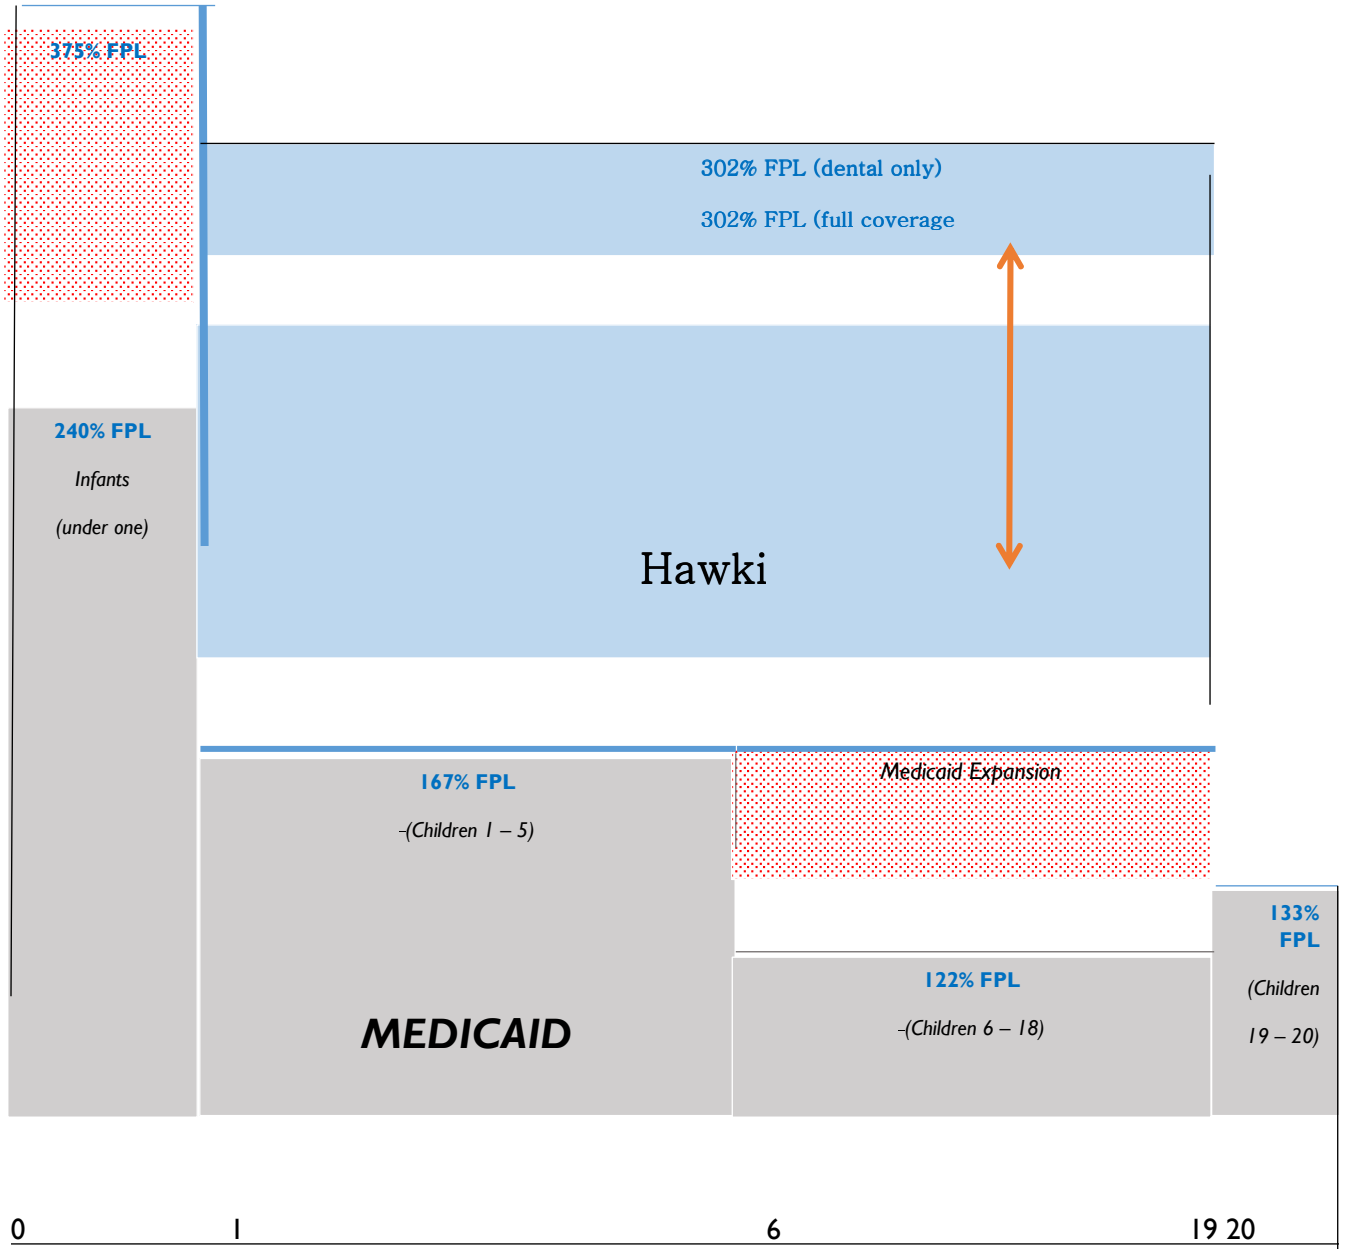 375% FPL
302% FPL (dental only)
302% FPL (full coverage
240% FPL
Infants
(under one)
Hawki
167% FPL
-(Children 1 – 5)
Medicaid Expansion
MEDICAID
122% FPL
-(Children 6 – 18)
133%
FPL
(Children
19 – 20)
0 1 6 19 20